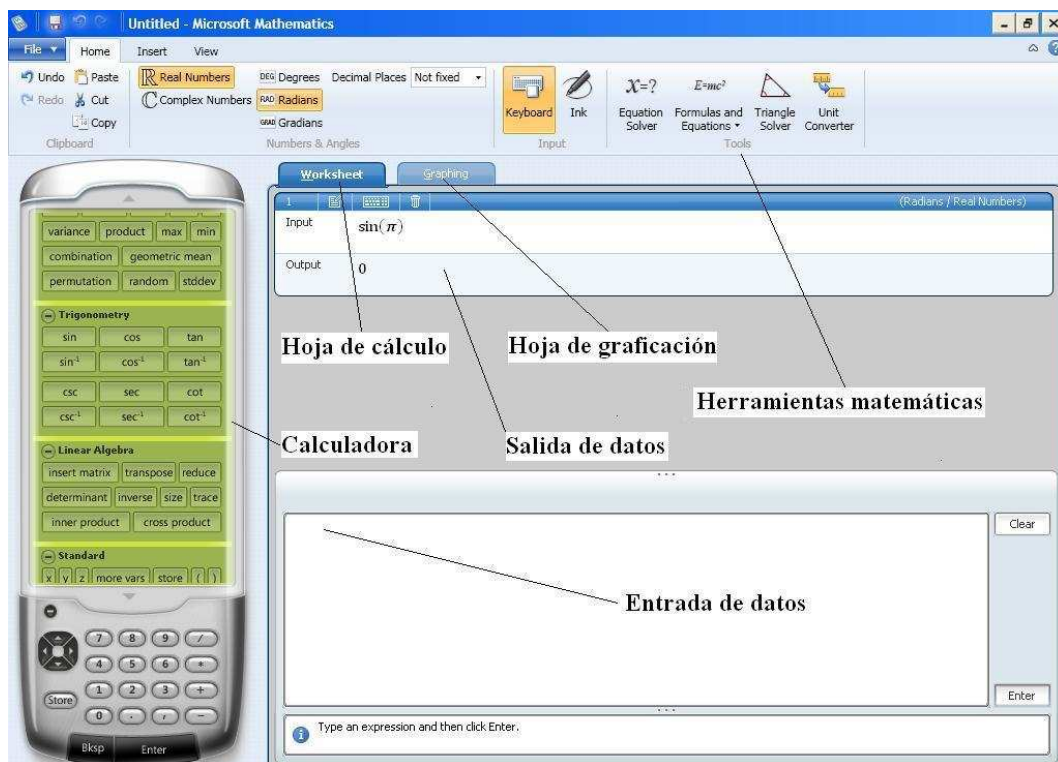 Untitled - Microsoft Mathematics
File Home Insert View
Undo Paste Real Numbers DEG Degrees Decimal Places Not fixed
Redo Cut Complex Numbers RAD Radians
Copy GRAD Gradians
Keyboard Ink
X=? E=mc²
Equation Solver Formulas and Equations Triangle Solver Unit Converter
Clipboard Numbers & Angles Input Tools
Worksheet Graphing
1 (Radians / Real Numbers)
Input sin(π)
Output 0
variance product max min
combination geometric mean
permutation random stddev
Trigonometry
sin cos tan
sin⁻¹ cos⁻¹ tan⁻¹
csc sec cot
csc⁻¹ sec⁻¹ cot⁻¹
Linear Algebra
insert matrix transpose reduce
determinant inverse size trace
inner product cross product
Standard
x y z more vars store ( )
7 8 9 /
4 5 6 *
1 2 3 +
Store
0 . , −
Bksp Enter
Hoja de cálculo
Hoja de graficación
Herramientas matemáticas
Calculadora
Salida de datos
Clear
Entrada de datos
Enter
Type an expression and then click Enter.